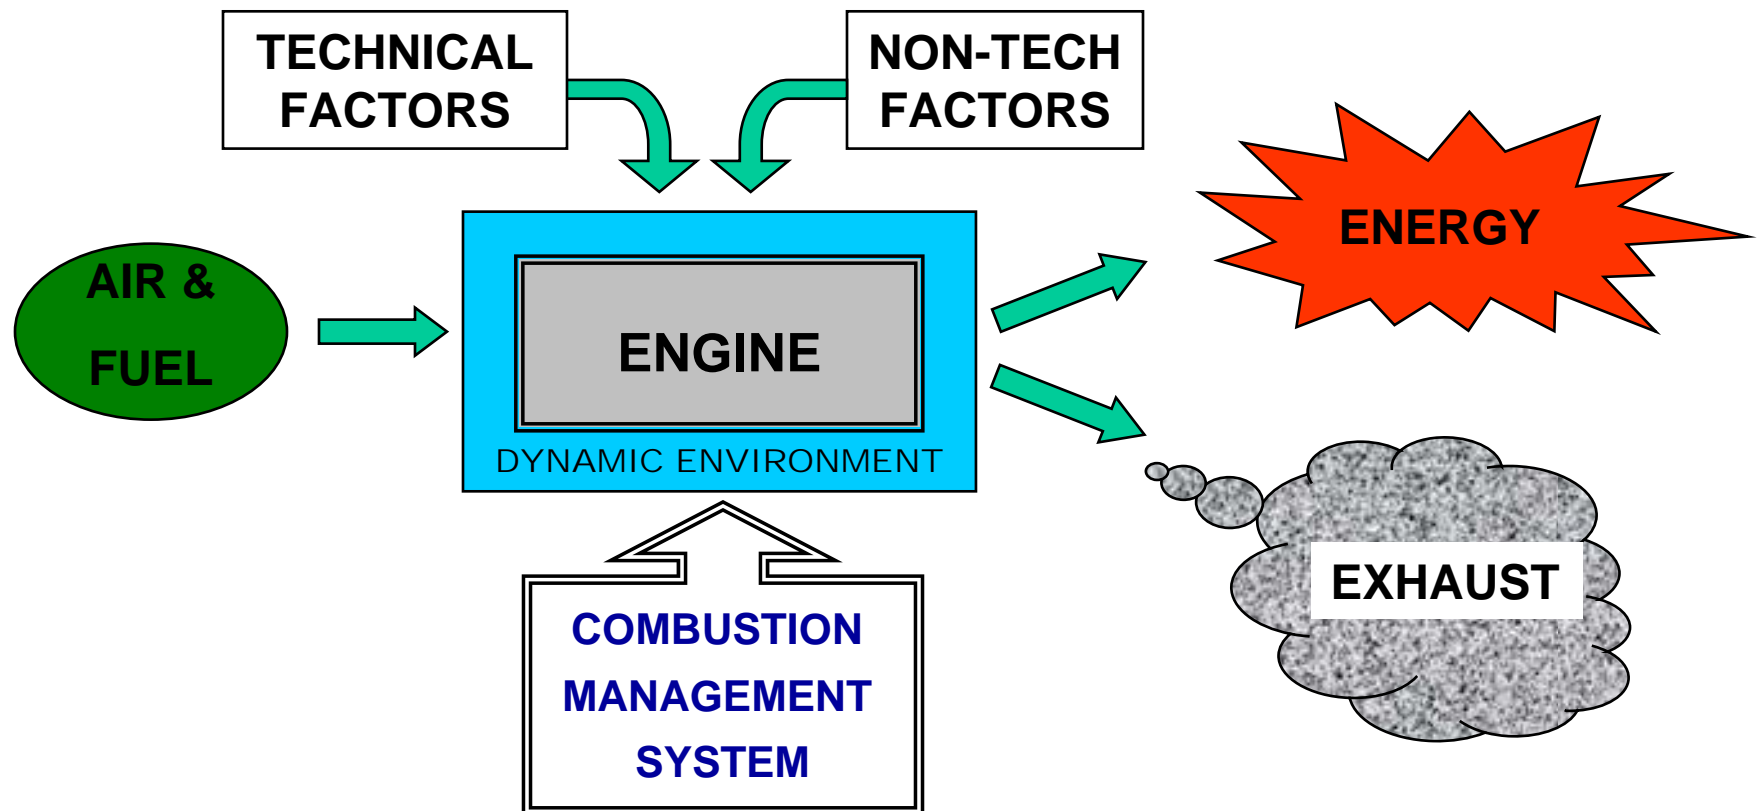 TECHNICAL
FACTORS
NON-TECH
FACTORS
AIR &
FUEL
ENGINE
DYNAMIC ENVIRONMENT
ENERGY
EXHAUST
COMBUSTION
MANAGEMENT
SYSTEM